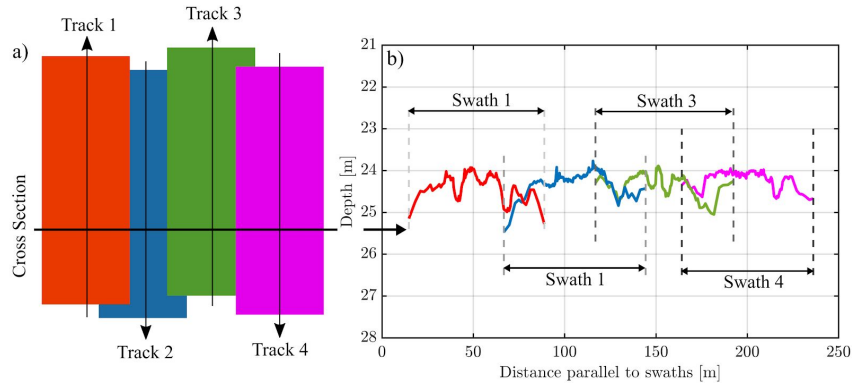 Track 1
Track 3
a)
Cross Section
Track 2
Track 4
b)
21
22
23
24
25
26
27
28
Depth [m]
Swath 1
Swath 3
Swath 1
Swath 4
0
50
100
150
200
250
Distance parallel to swaths [m]